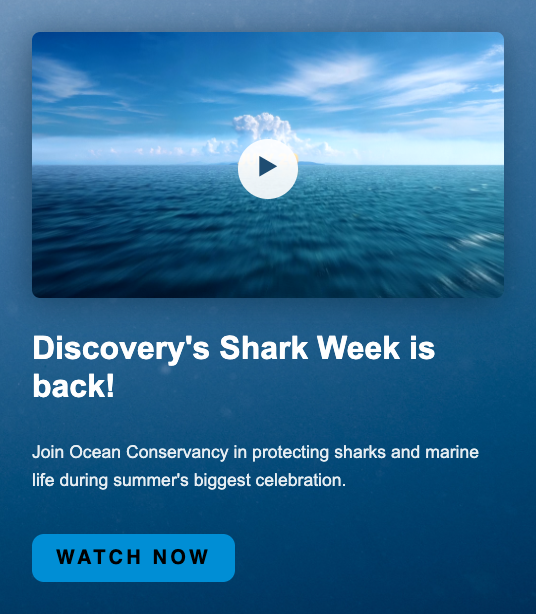 Discovery's Shark Week is
back!
Join Ocean Conservancy in protecting sharks and marine
life during summer's biggest celebration.
WATCH NOW